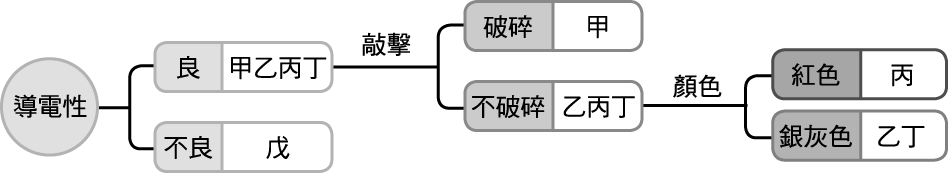 導電性
良 甲乙丙丁
不良 戊
敲擊
破碎 甲
不破碎 乙丙丁
顏色
紅色 丙
銀灰色 乙丁